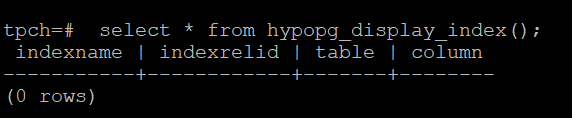 tpch=#  select * from hypopg_display_index();
 indexname | indexrelid | table | column
-----------+------------+-------+--------
(0 rows)